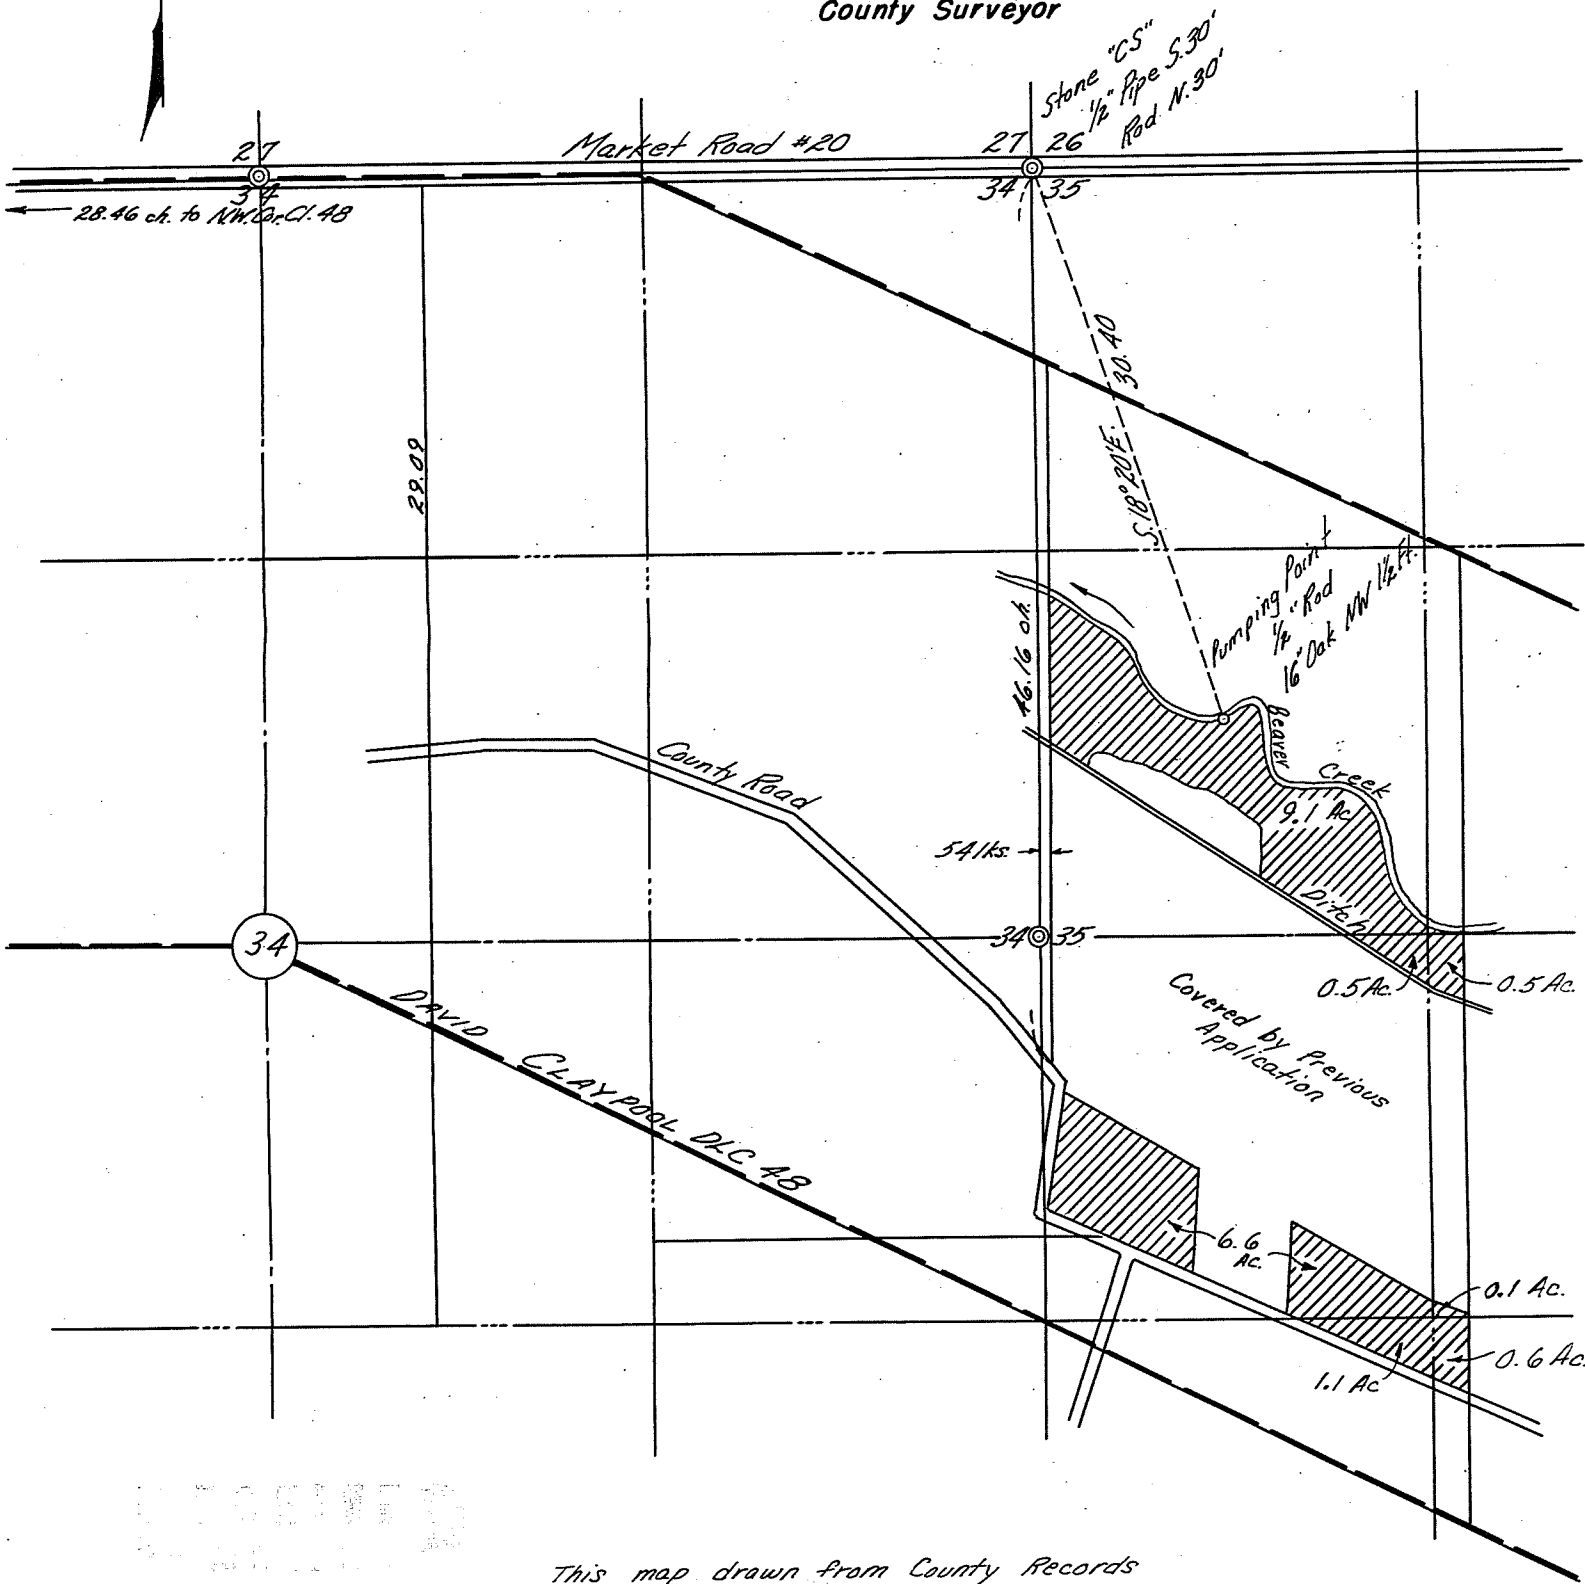 County Surveyor
Stone "CS"
1/2" Pipe S.30'
Rod N.30'
Market Road #20
27
34
27 26
34 35
28.46 ch. to N.W. Cor. Cl. 48
29.09
S.18°20'E. 30.40
Pumping Point
1/2" Rod
16" Oak NW 1 1/2 Ft.
46.16 ch.
Beaver Creek
County Road
9.1 Ac
54 lks.
Ditch
34
34 35
0.5 Ac.
0.5 Ac.
Covered by Previous
Application
DAVID CLAYPOOL DLC 48
6.6
Ac.
0.1 Ac.
0.6 Ac.
1.1 Ac
This map drawn from County Records